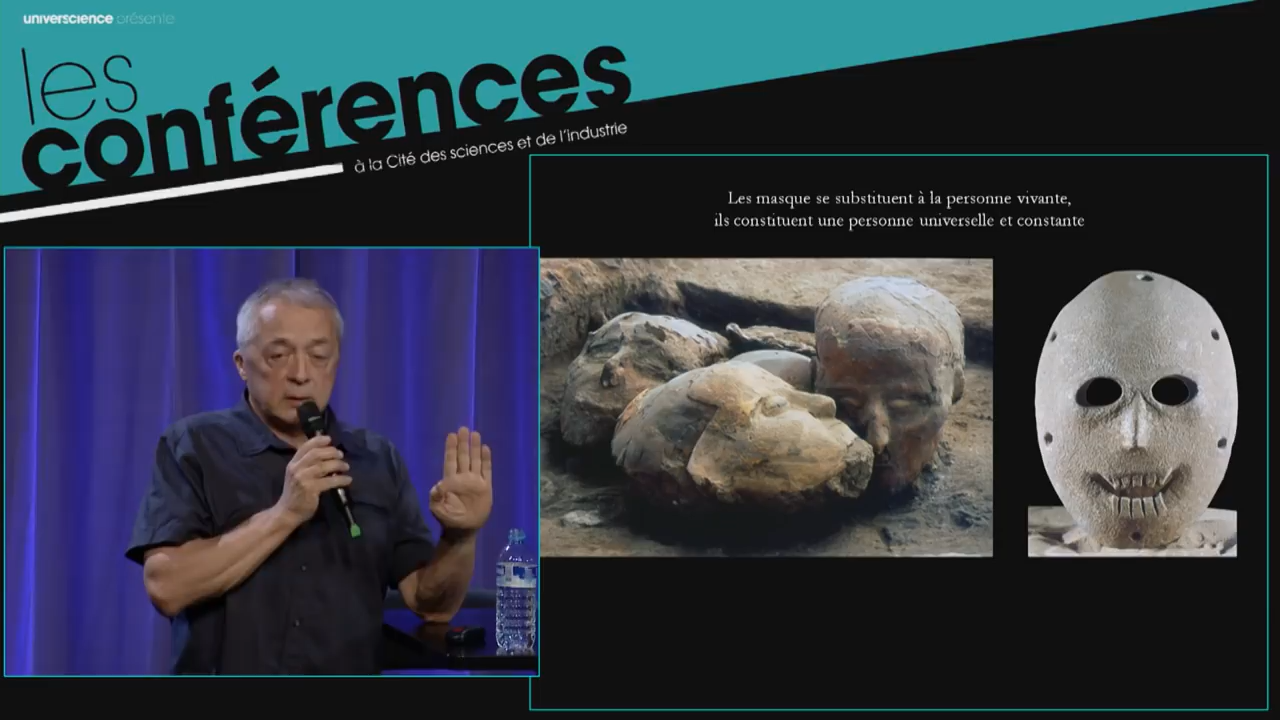 universcience présente
les
conférences
à la Cité des sciences et de l'industrie
Les masque se substituent à la personne vivante,
ils constituent une personne universelle et constante